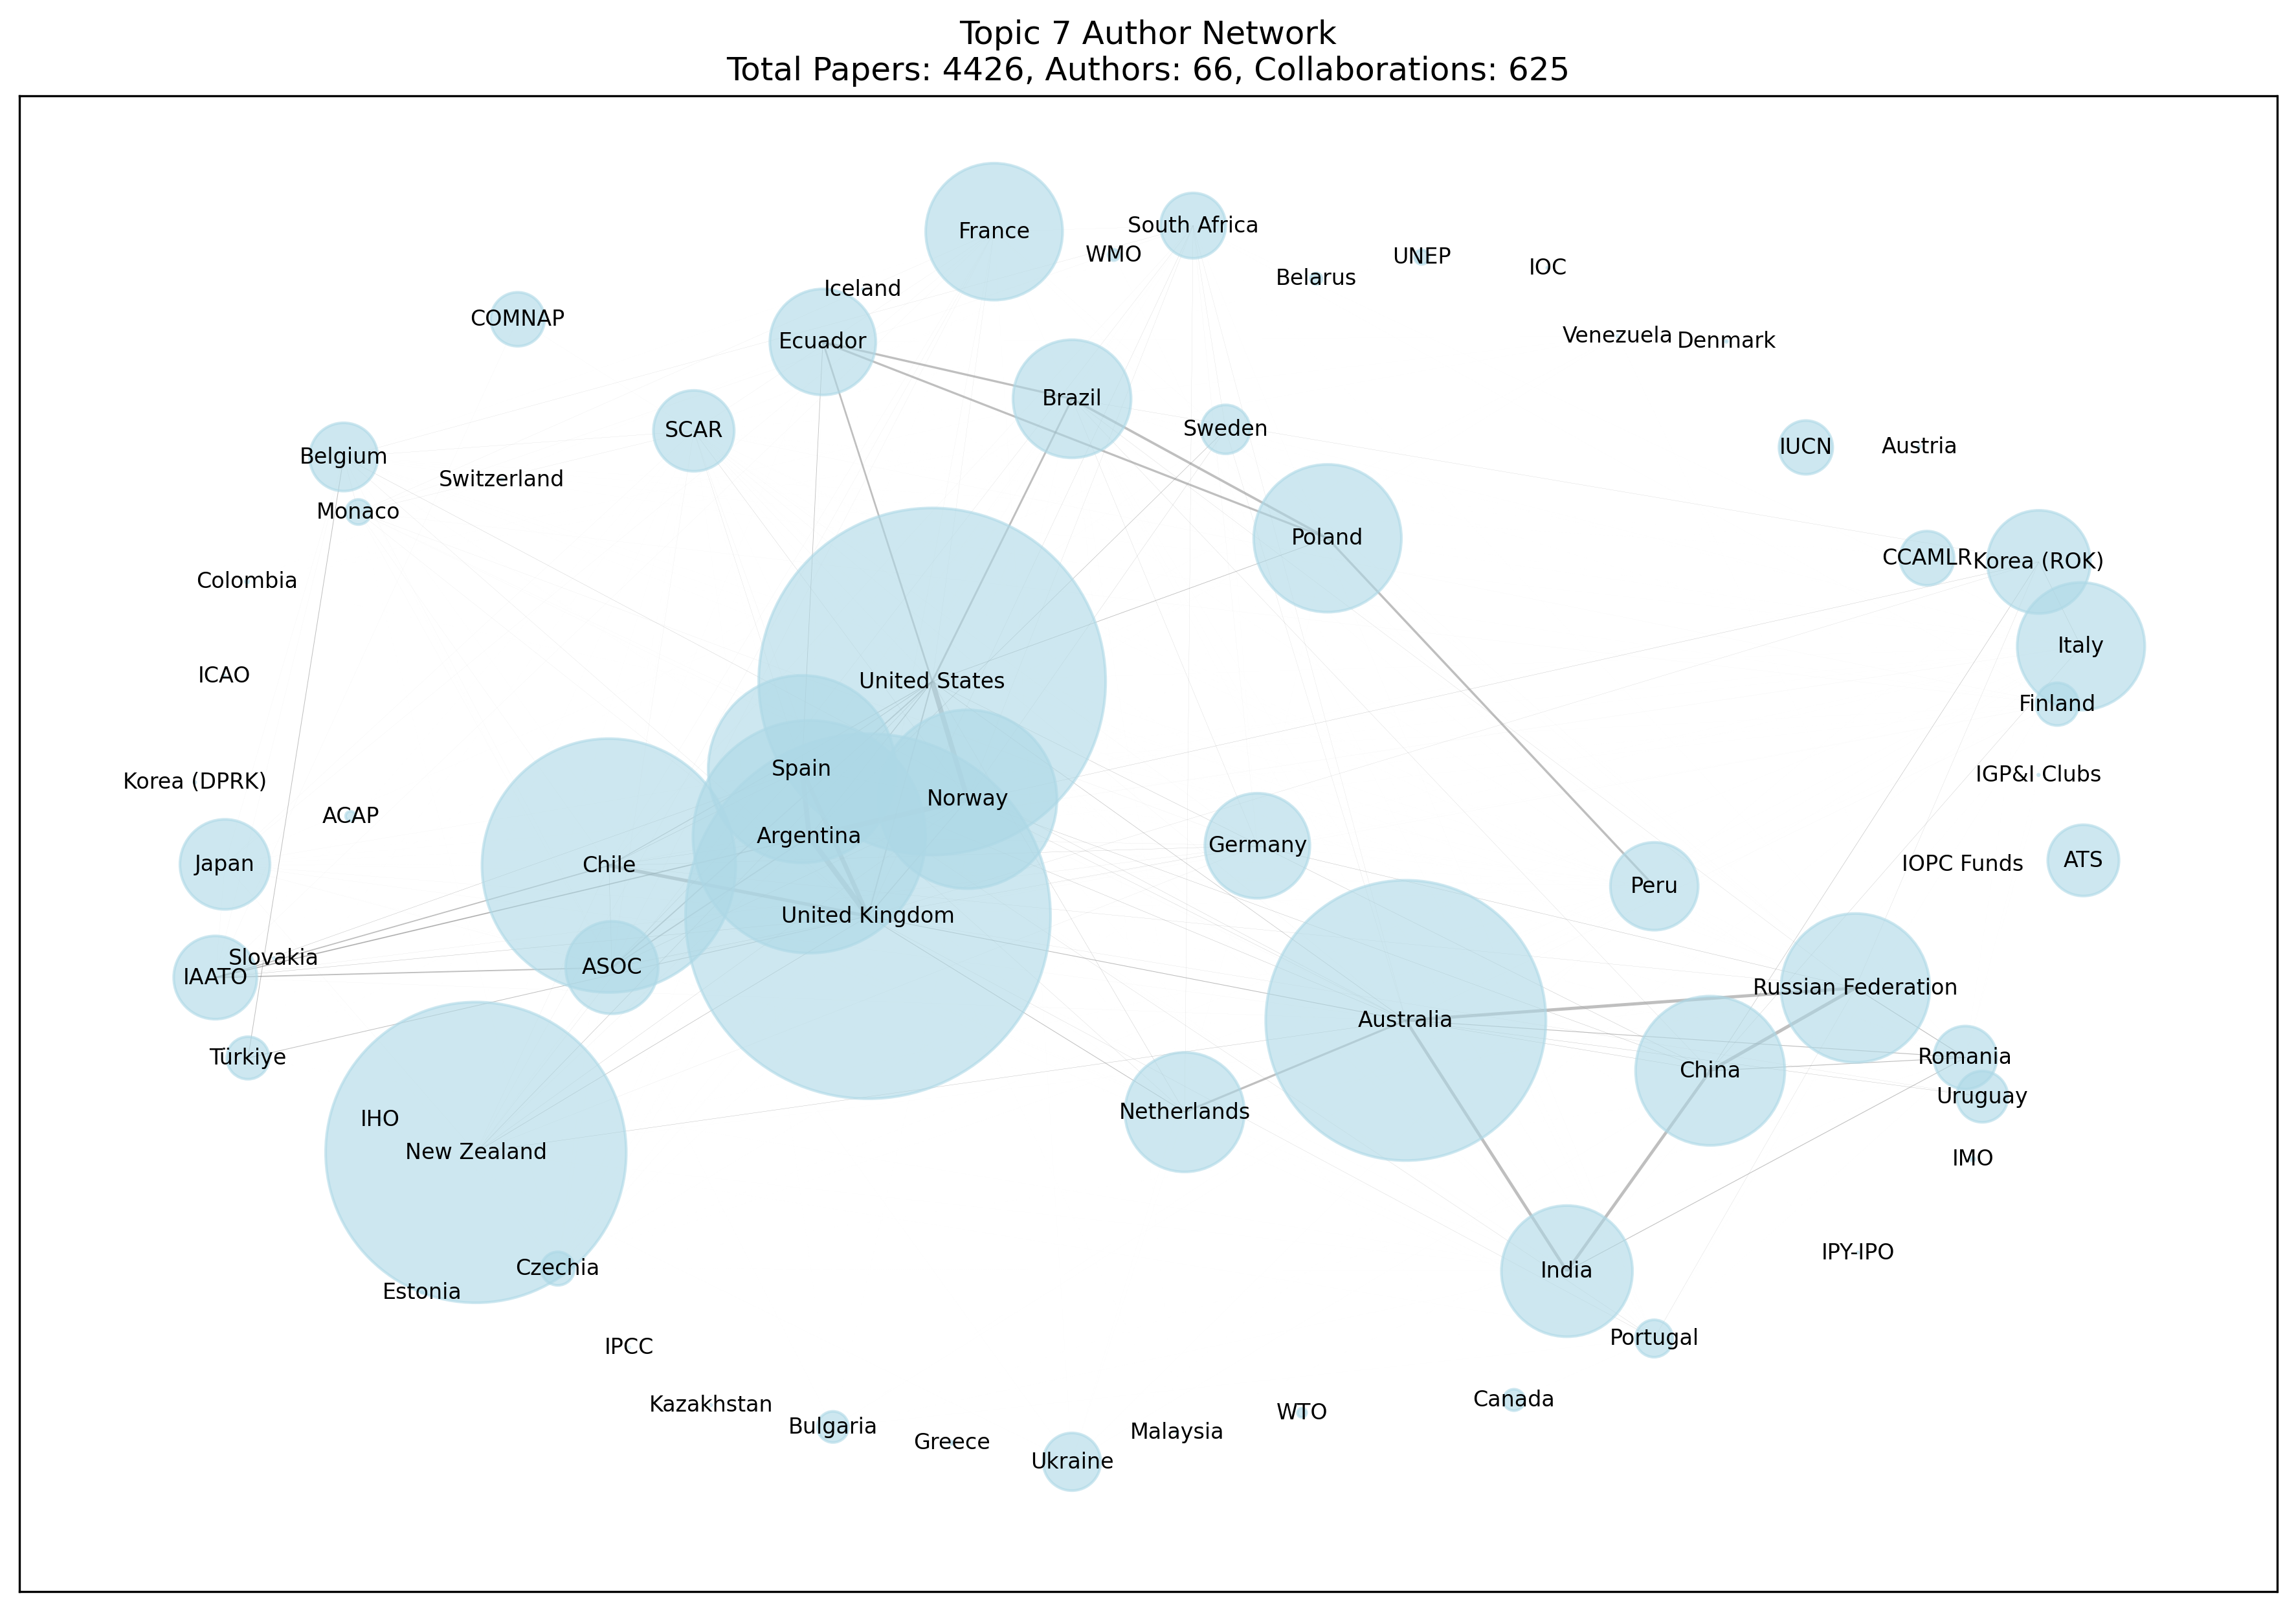 Topic 7 Author Network
Total Papers: 4426, Authors: 66, Collaborations: 625
South Africa
France
WMO
UNEP
IOC
Belarus
Iceland
COMNAP
Ecuador
Venezuela
Denmark
Brazil
SCAR
Sweden
IUCN
Austria
Belgium
Switzerland
Monaco
Poland
CCAMLR
Korea (ROK)
Colombia
Italy
ICAO
United States
Finland
Spain
IGP&I Clubs
Korea (DPRK)
Norway
ACAP
Argentina
Germany
Japan
Chile
IOPC Funds
ATS
Peru
United Kingdom
Slovakia
ASOC
IAATO
Russian Federation
Australia
Türkiye
Romania
China
Uruguay
Netherlands
IHO
New Zealand
IMO
IPY-IPO
Czechia
India
Estonia
Portugal
IPCC
Canada
Kazakhstan
WTO
Bulgaria
Malaysia
Greece
Ukraine